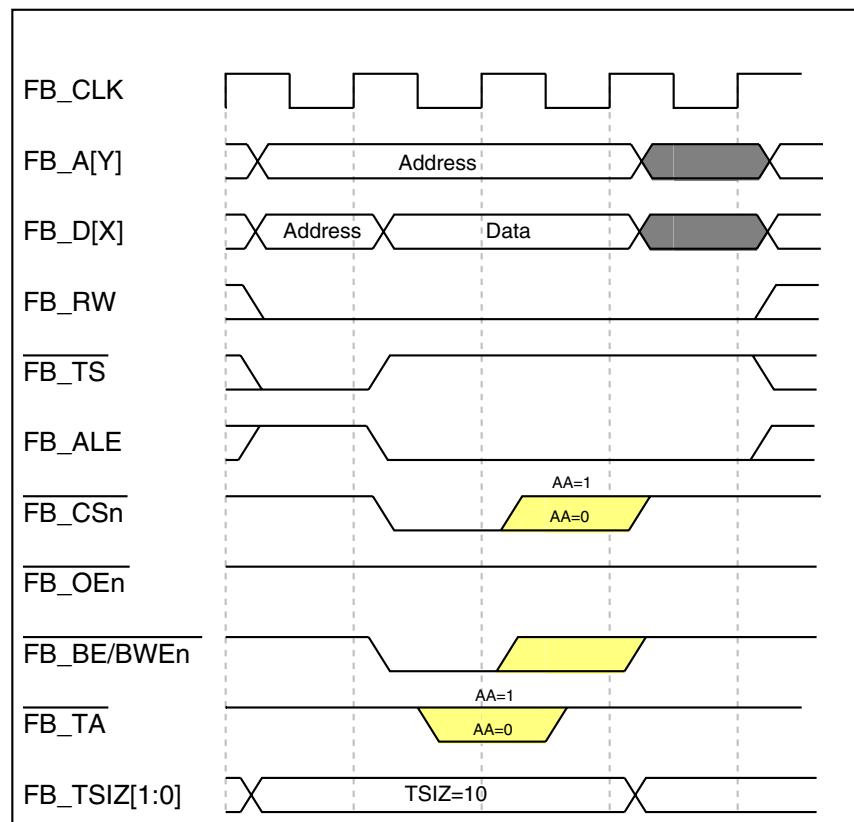 FB_CLK
FB_A[Y] Address
FB_D[X] Address Data
FB_RW
FB_TS
FB_ALE
AA=1
FB_CSn AA=0
FB_OEn
FB_BE/BWEn
AA=1
FB_TA AA=0
FB_TSIZ[1:0] TSIZ=10